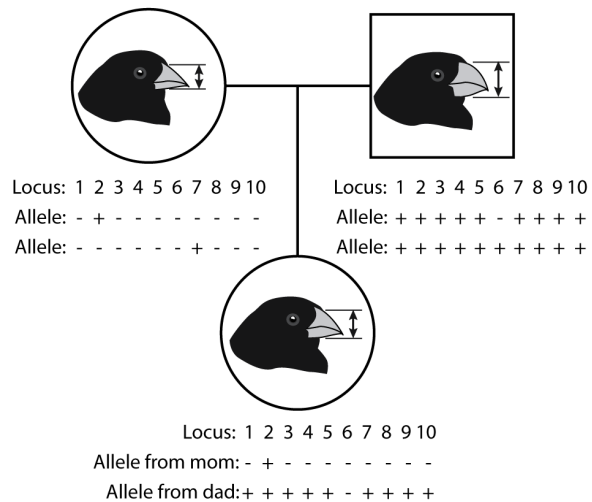 Locus: 1 2 3 4 5 6 7 8 9 10
Allele: - + - - - - - - - -
Allele: - - - - - - + - - -
Locus: 1 2 3 4 5 6 7 8 9 10
Allele: + + + + + - + + + +
Allele: + + + + + + + + + +
Locus: 1 2 3 4 5 6 7 8 9 10
Allele from mom: - + - - - - - - - -
Allele from dad: + + + + + - + + + +